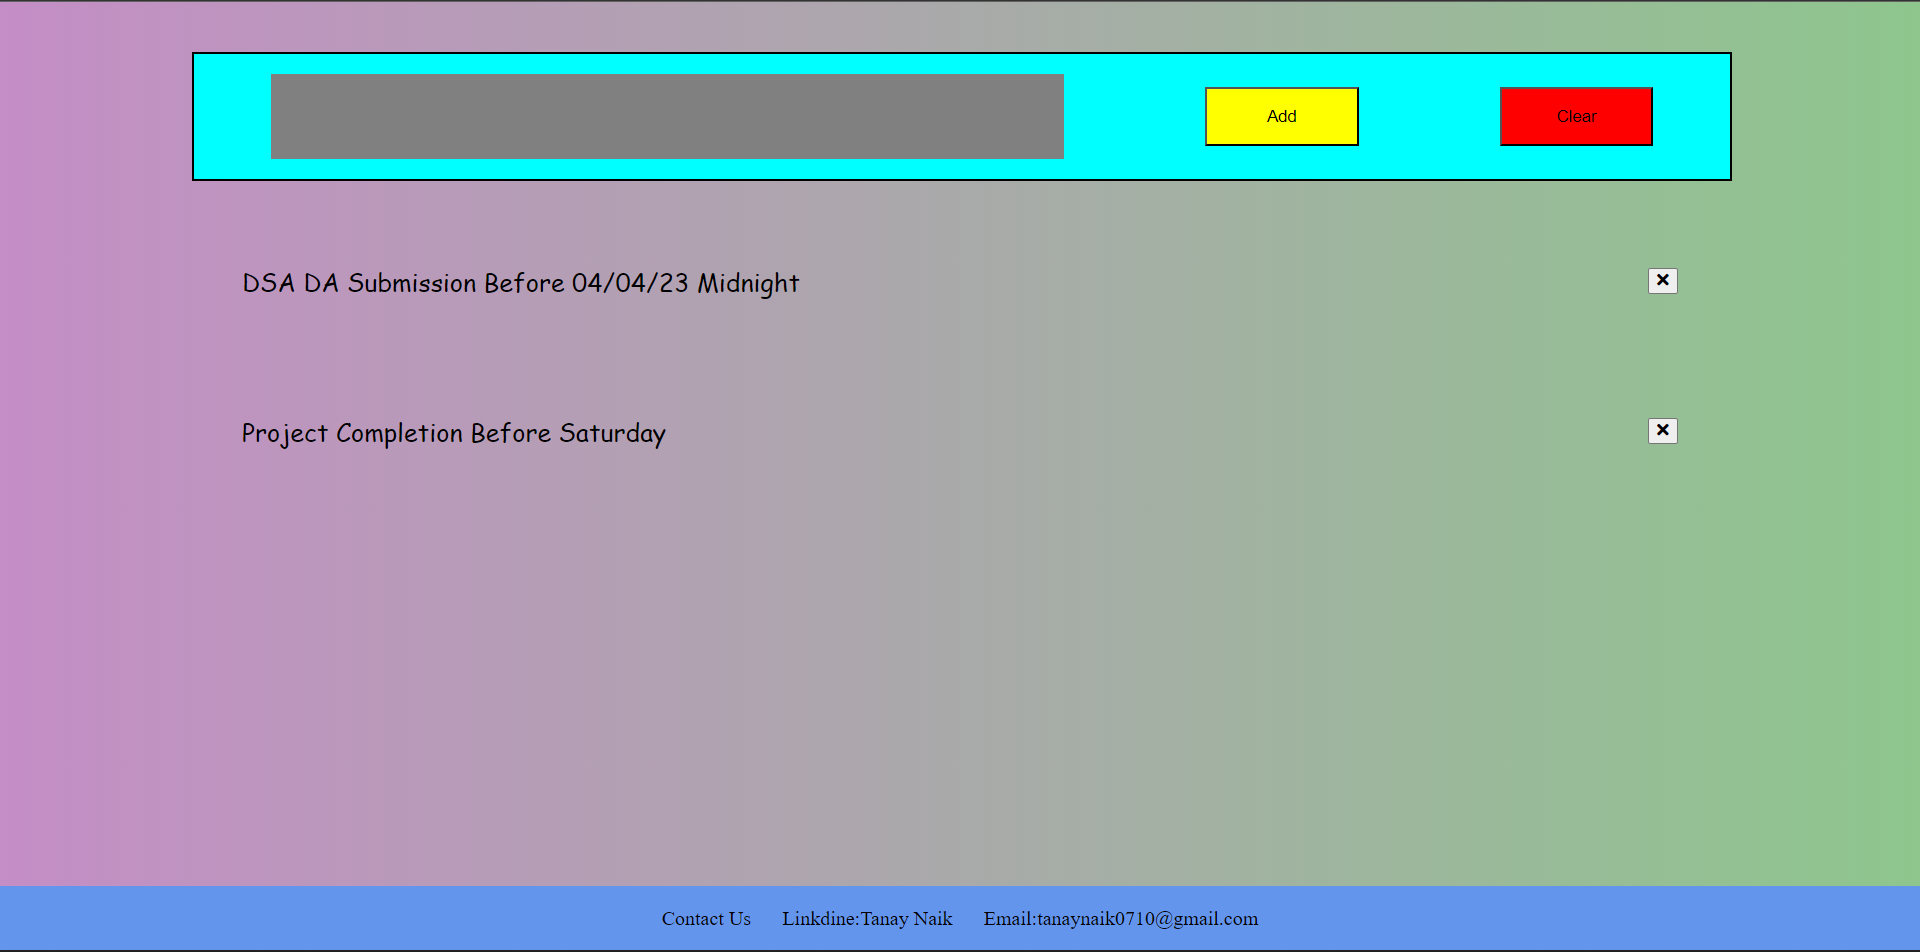 Add
Clear
DSA DA Submission Before 04/04/23 Midnight
Project Completion Before Saturday
Contact Us Linkdine:Tanay Naik Email:tanaynaik0710@gmail.com